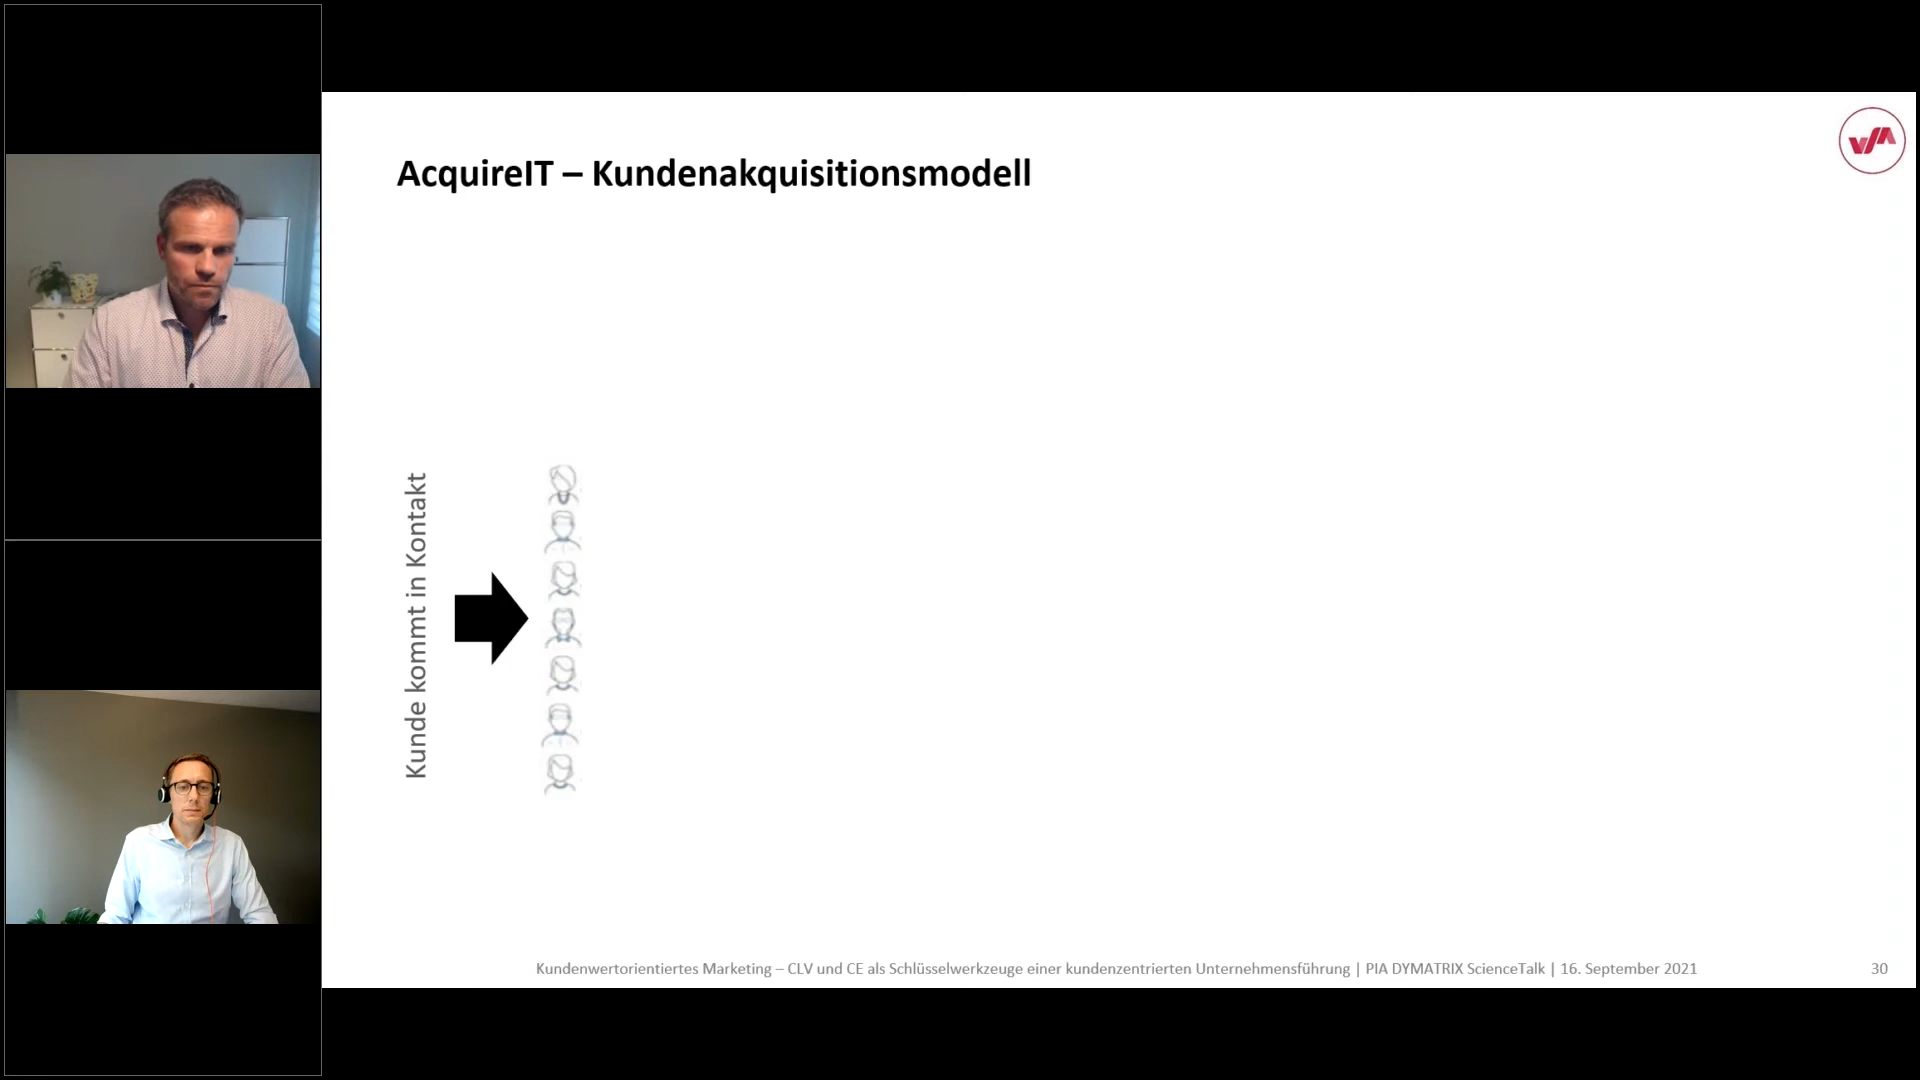 AcquireIT – Kundenakquisitionsmodell
Kunde kommt in Kontakt
Kundenwertorientiertes Marketing – CLV und CE als Schlüsselwerkzeuge einer kundenzentrierten Unternehmensführung | PIA DYMATRIX ScienceTalk | 16. September 2021
30